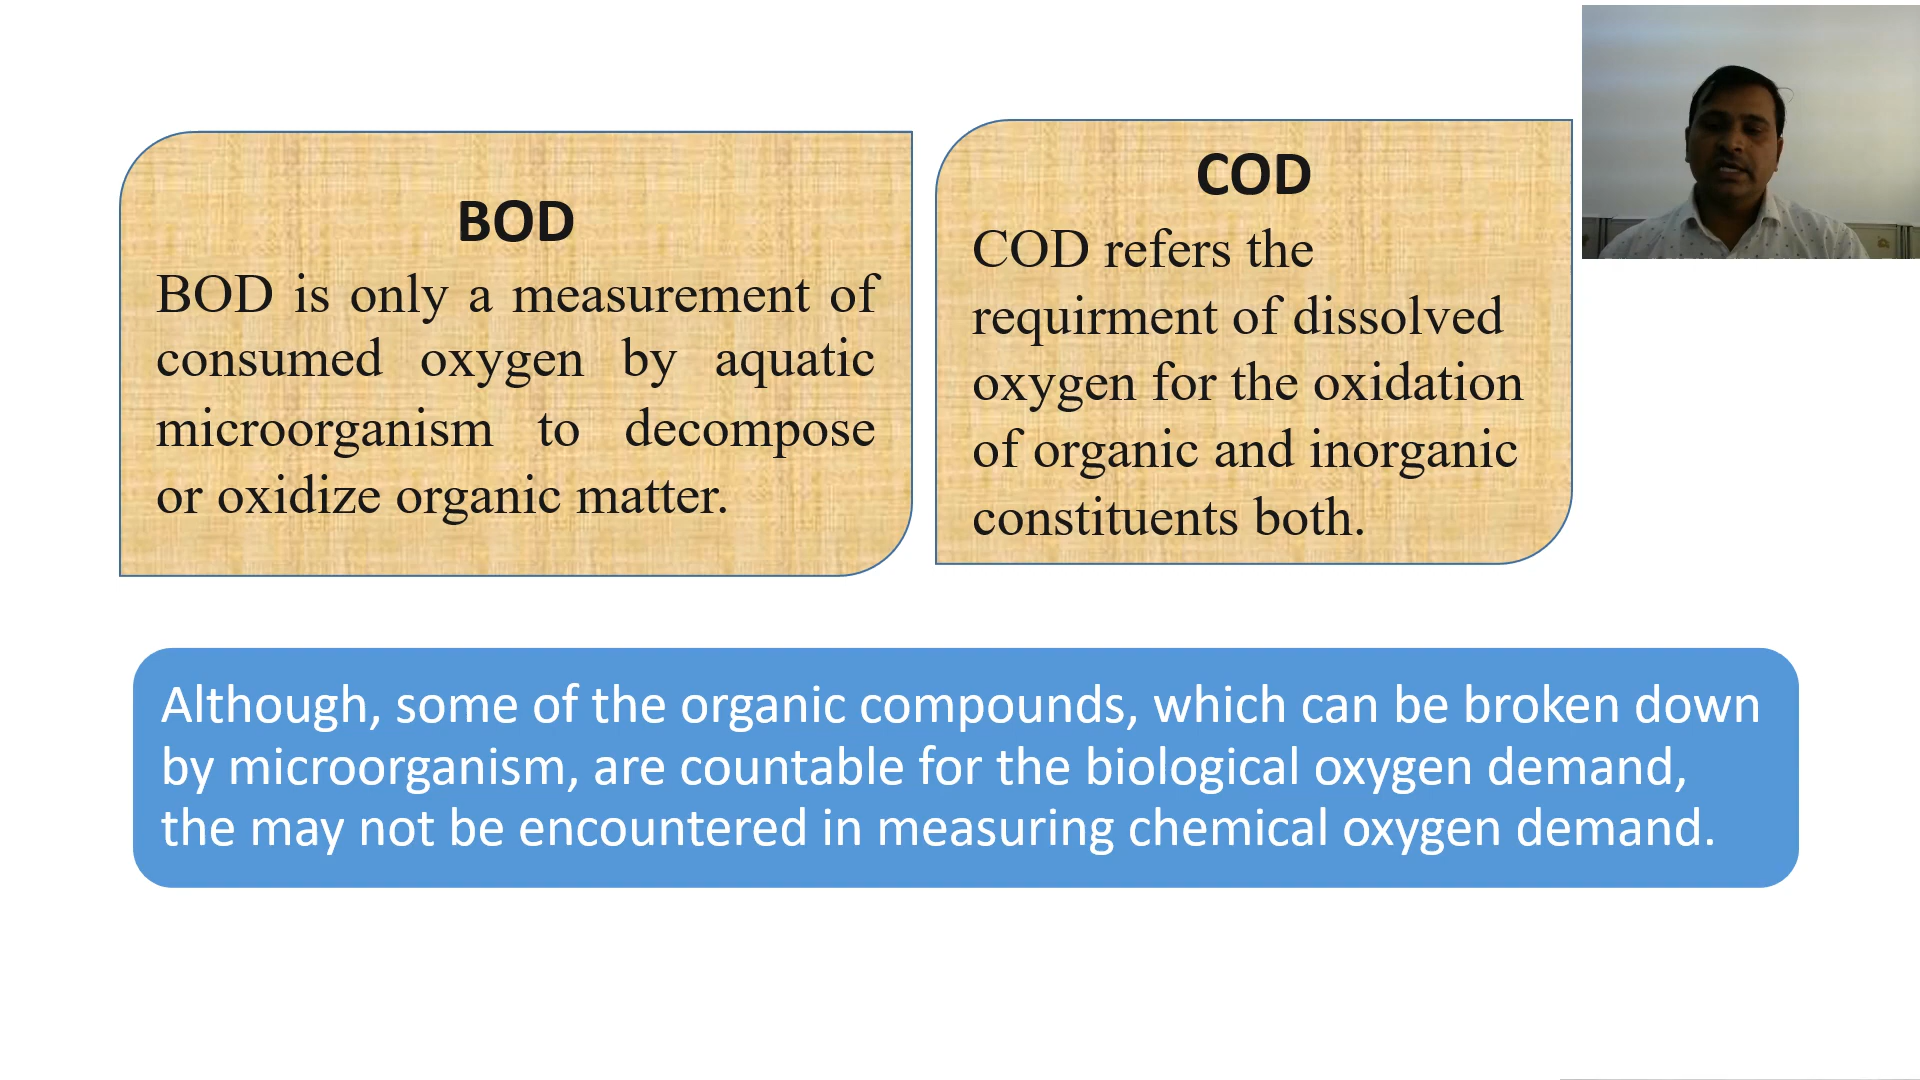 BOD
BOD is only a measurement of
consumed oxygen by aquatic
microorganism to decompose
or oxidize organic matter.
COD
COD refers the
requirment of dissolved
oxygen for the oxidation
of organic and inorganic
constituents both.
Although, some of the organic compounds, which can be broken down
by microorganism, are countable for the biological oxygen demand,
the may not be encountered in measuring chemical oxygen demand.